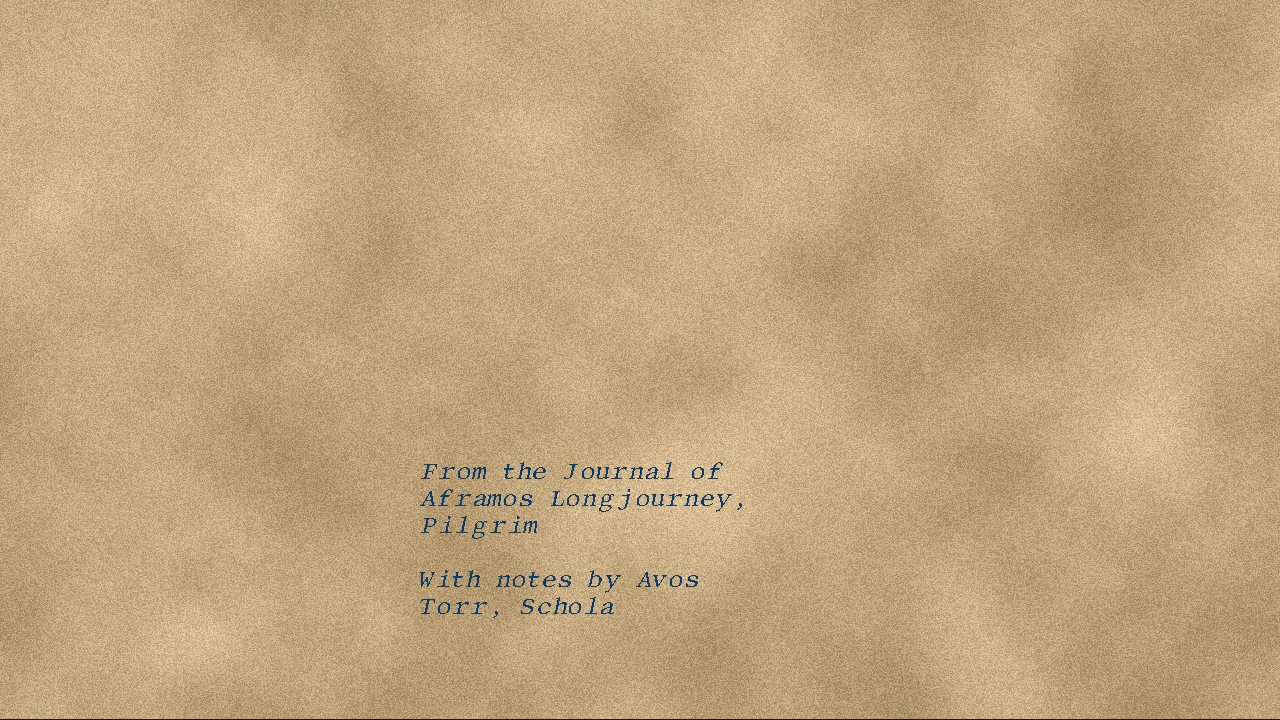 From the Journal of
Aframos Longjourney,
Pilgrim
With notes by Avos
Torr, Schola